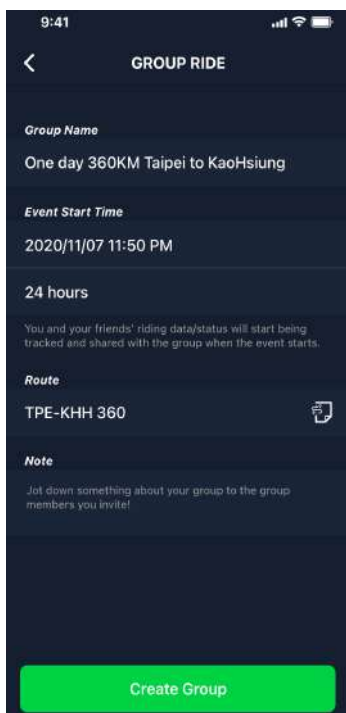 9:41
GROUP RIDE
Group Name
One day 360KM Taipei to KaoHsiung
Event Start Time
2020/11/07 11:50 PM
24 hours
You and your friends' riding data/status will start being
tracked and shared with the group when the event starts.
Route
TPE-KHH 360
Note
Jot down something about your group to the group
members you invite!
Create Group